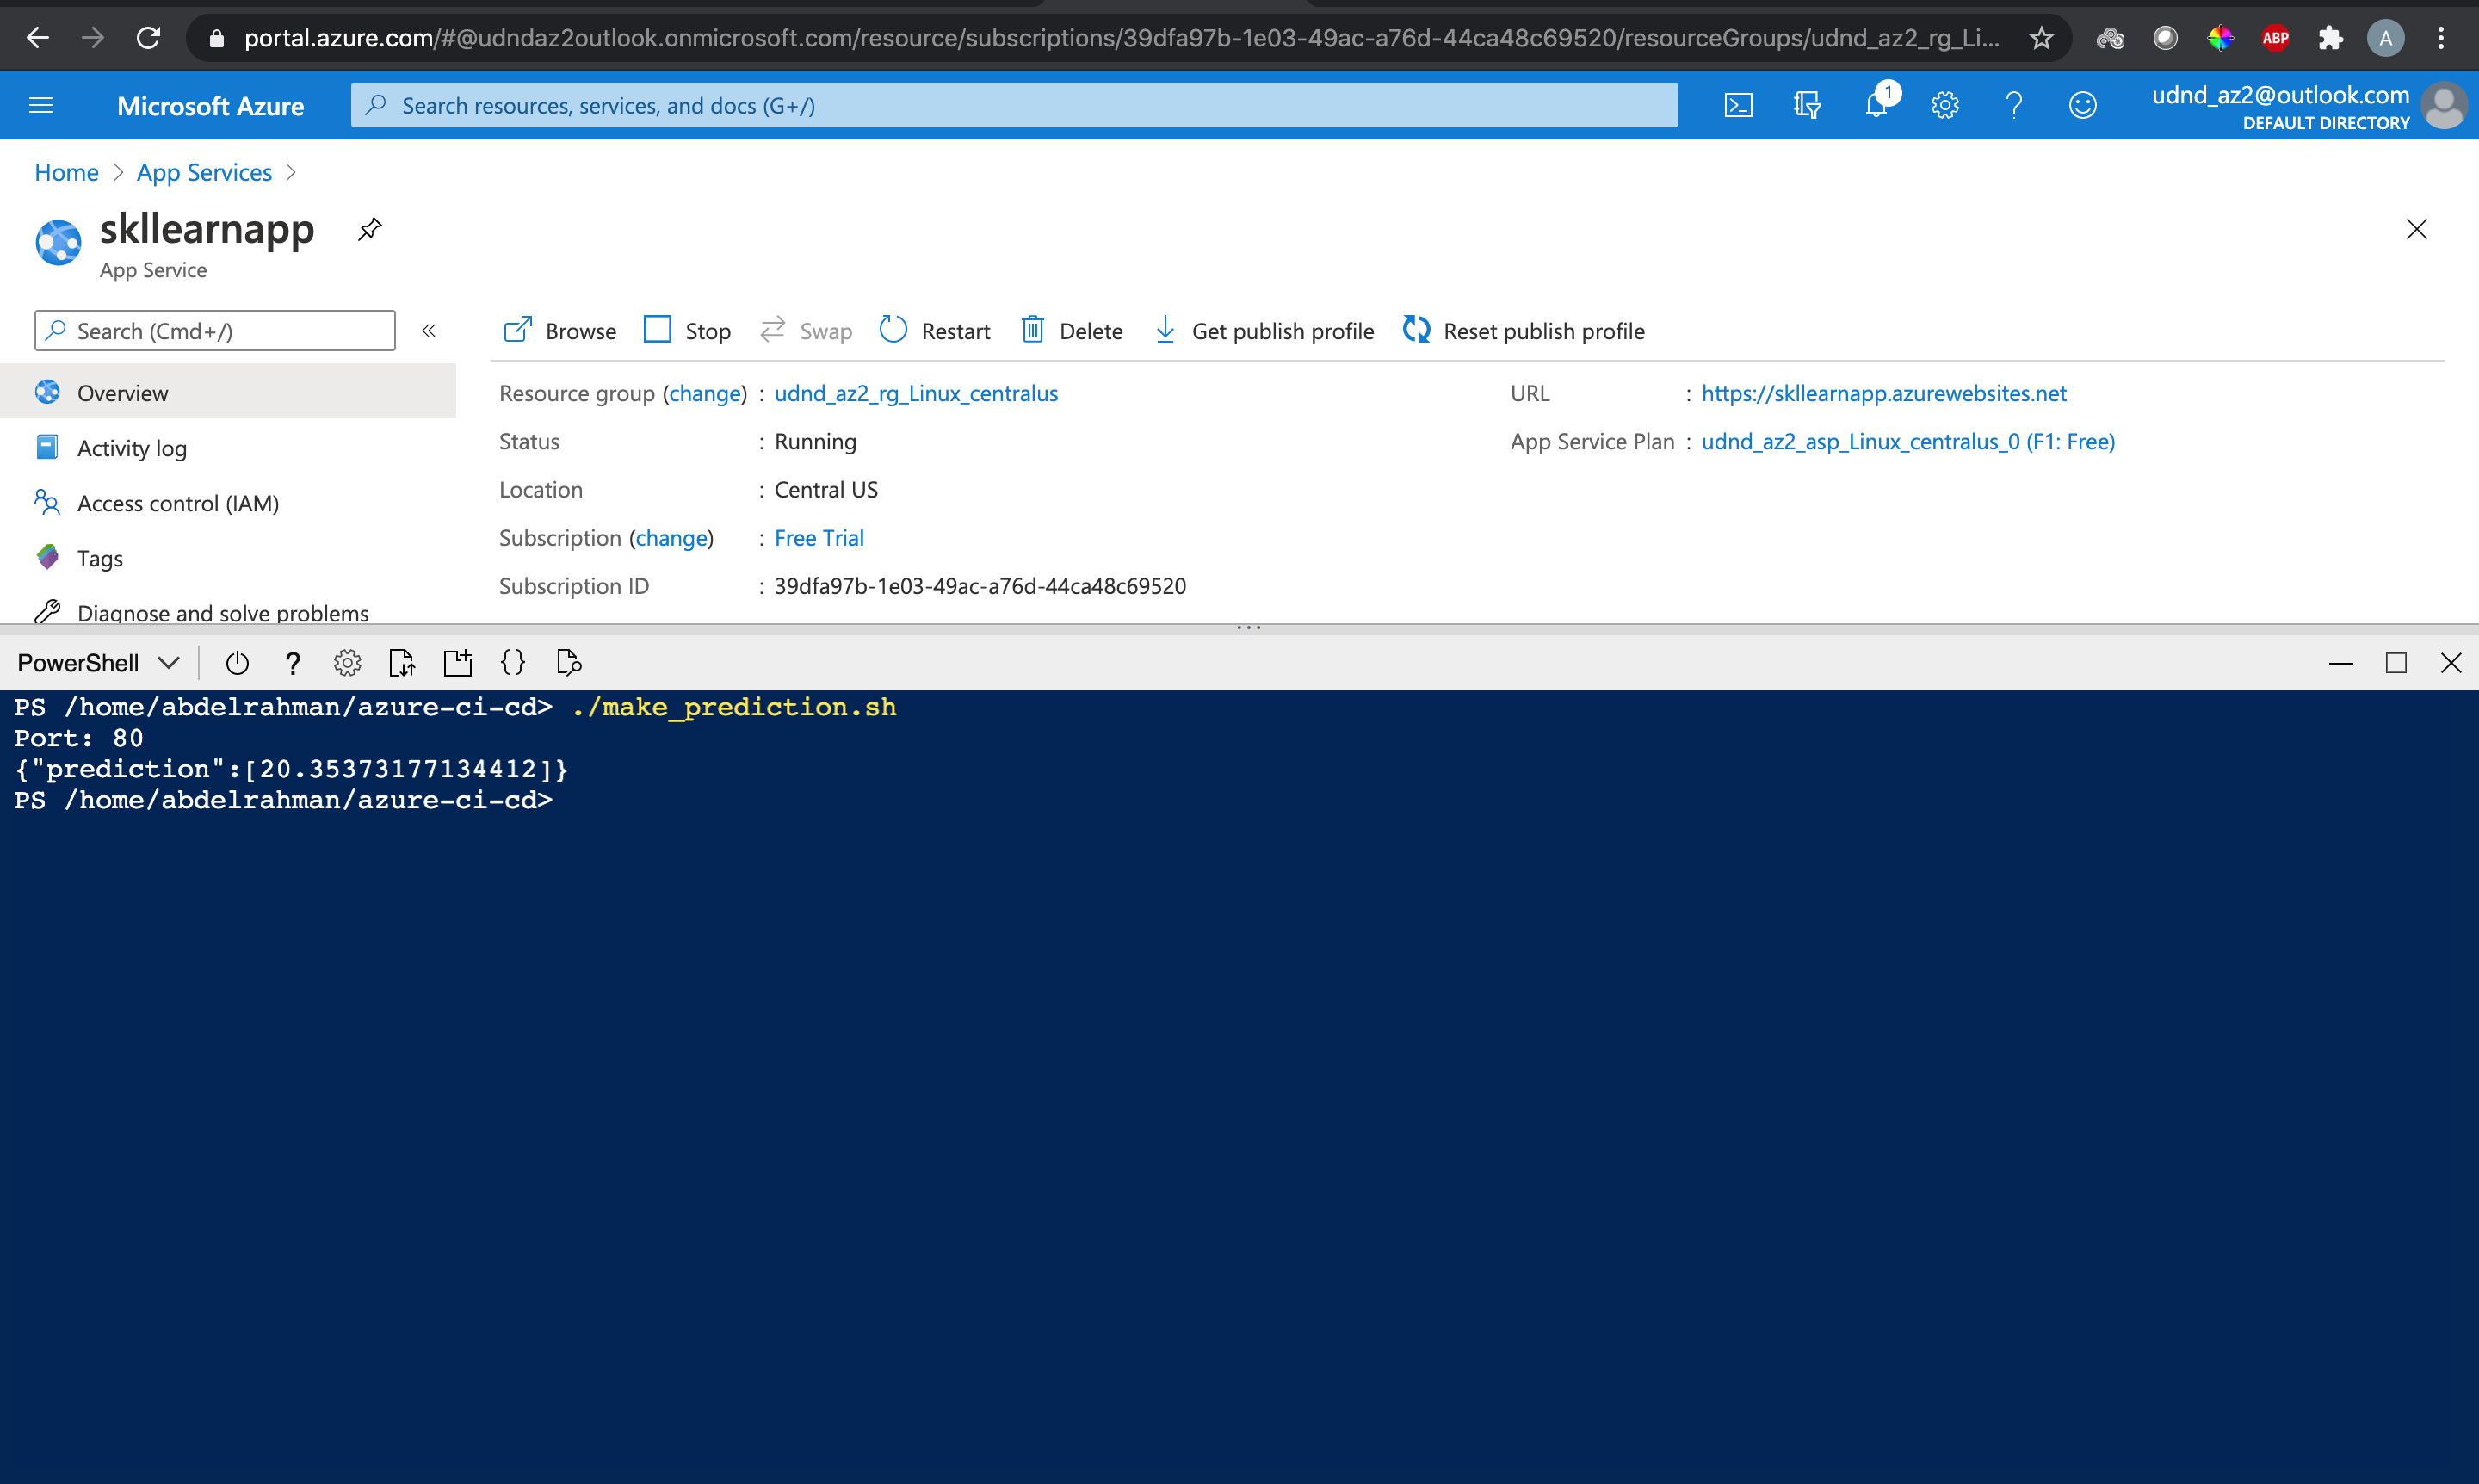 portal.azure.com/#@udndaz2outlook.onmicrosoft.com/resource/subscriptions/39dfa97b-1e03-49ac-a76d-44ca48c69520/resourceGroups/udnd_az2_rg_Li...
ABP
A
Microsoft Azure
Search resources, services, and docs (G+/)
1
udnd_az2@outlook.com
DEFAULT DIRECTORY
Home > App Services >
skllearnapp
App Service
Search (Cmd+/)
«
Browse Stop Swap Restart Delete Get publish profile Reset publish profile
Overview
Activity log
Access control (IAM)
Tags
Diagnose and solve problems
Resource group (change) : udnd_az2_rg_Linux_centralus
Status : Running
Location : Central US
Subscription (change) : Free Trial
Subscription ID : 39dfa97b-1e03-49ac-a76d-44ca48c69520
URL : https://skllearnapp.azurewebsites.net
App Service Plan : udnd_az2_asp_Linux_centralus_0 (F1: Free)
PowerShell
PS /home/abdelrahman/azure-ci-cd> ./make_prediction.sh
Port: 80
{"prediction":[20.35373177134412]}
PS /home/abdelrahman/azure-ci-cd>